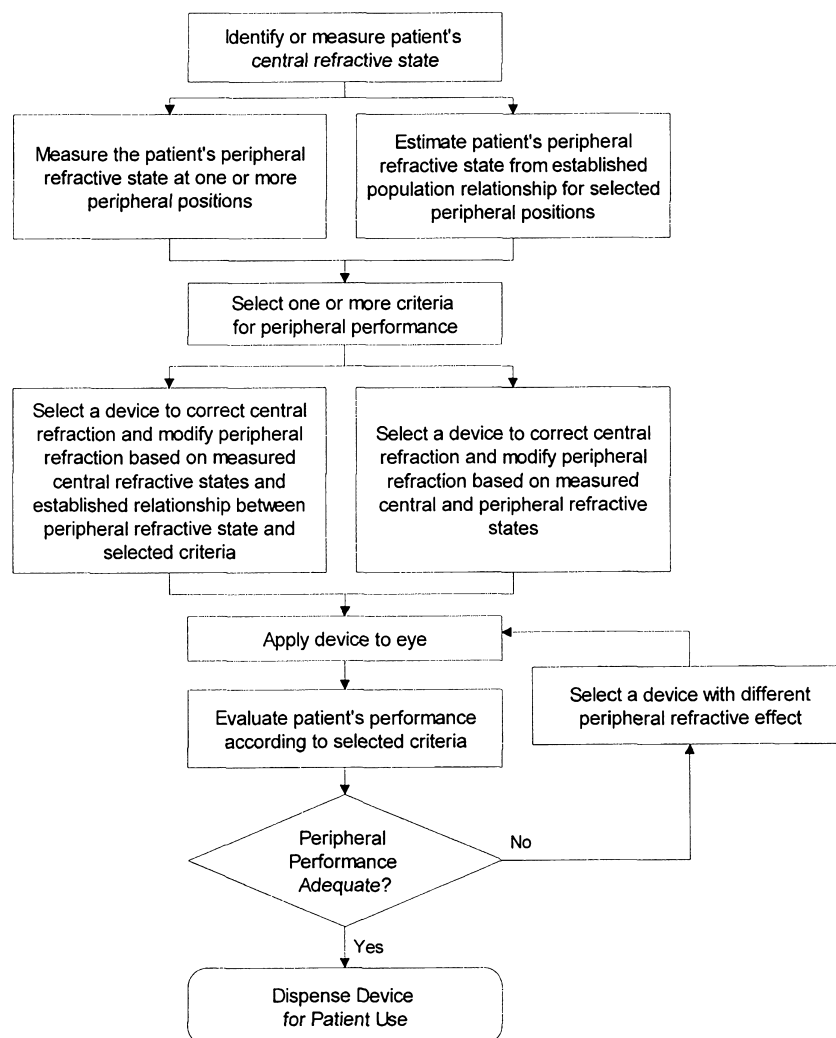 Identify or measure patient's
central refractive state
Measure the patient's peripheral
refractive state at one or more
peripheral positions
Estimate patient's peripheral
refractive state from established
population relationship for selected
peripheral positions
Select one or more criteria
for peripheral performance
Select a device to correct central
refraction and modify peripheral
refraction based on measured
central refractive states and
established relationship between
peripheral refractive state and
selected criteria
Select a device to correct central
refraction and modify peripheral
refraction based on measured
central and peripheral refractive
states
Apply device to eye
Select a device with different
peripheral refractive effect
Evaluate patient's performance
according to selected criteria
Peripheral
Performance
Adequate?
No
Yes
Dispense Device
for Patient Use